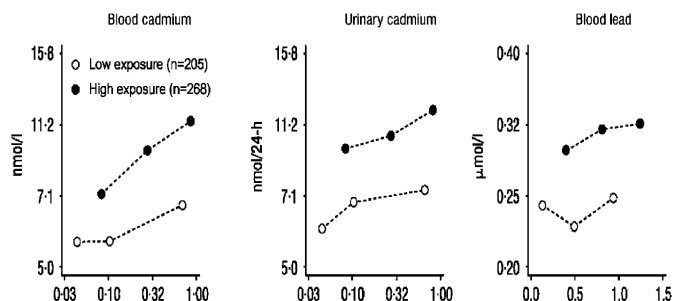 Blood cadmium
15·8
11·2
7·1
5·0
nmol/l
Low exposure (n=205)
High exposure (n=268)
0·03 0·10 0·32 1·00
Urinary cadmium
15·8
11·2
7·1
5·0
nmol/24-h
0·03 0·10 0·32 1·00
Blood lead
0·40
0·32
0·25
0·20
μmol/l
0.0 0.5 1.0 1.5